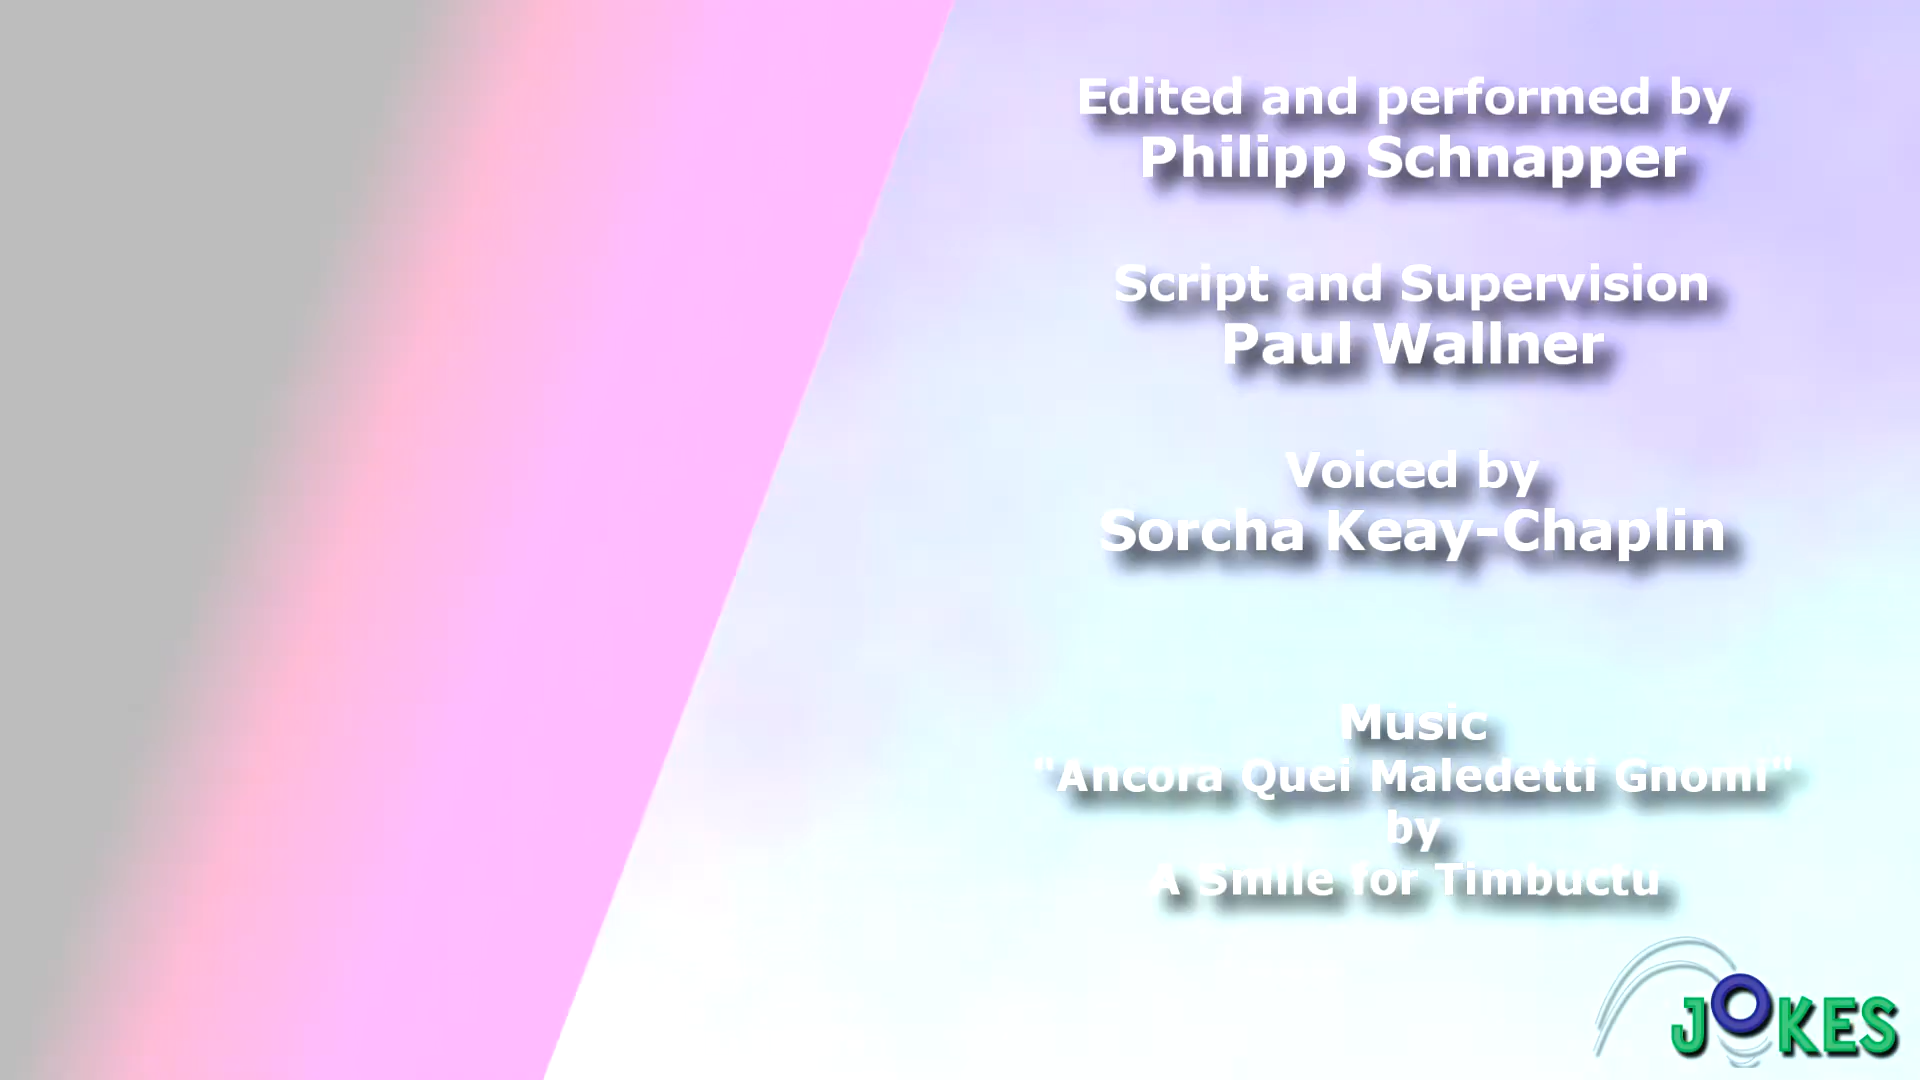 Edited and performed by
Philipp Schnapper
Script and Supervision
Paul Wallner
Voiced by
Sorcha Keay-Chaplin
Music
"Ancora Quei Maledetti Gnomi"
by
A Smile for Timbuctu
JOKES